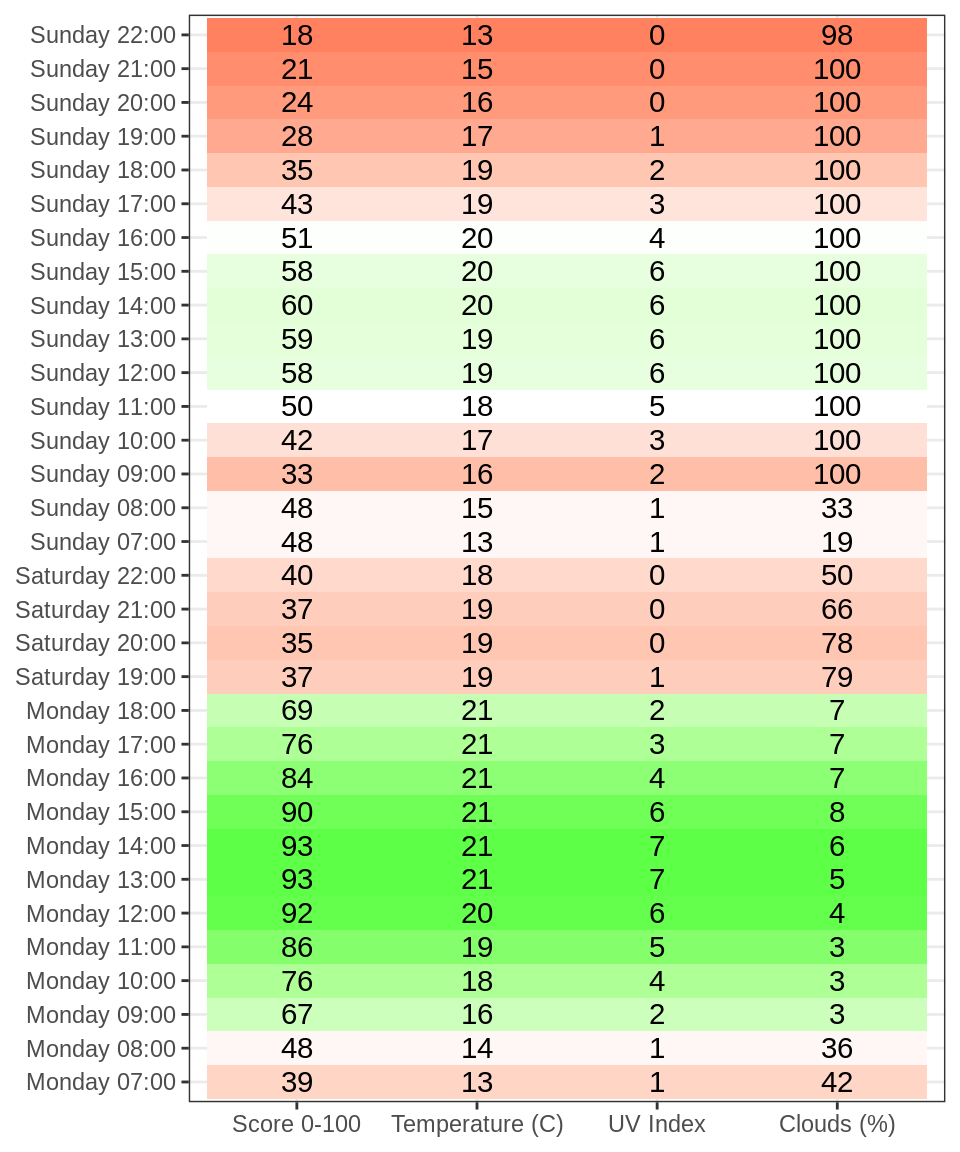 Sunday 22:00 18 13 0 98
Sunday 21:00 21 15 0 100
Sunday 20:00 24 16 0 100
Sunday 19:00 28 17 1 100
Sunday 18:00 35 19 2 100
Sunday 17:00 43 19 3 100
Sunday 16:00 51 20 4 100
Sunday 15:00 58 20 6 100
Sunday 14:00 60 20 6 100
Sunday 13:00 59 19 6 100
Sunday 12:00 58 19 6 100
Sunday 11:00 50 18 5 100
Sunday 10:00 42 17 3 100
Sunday 09:00 33 16 2 100
Sunday 08:00 48 15 1 33
Sunday 07:00 48 13 1 19
Saturday 22:00 40 18 0 50
Saturday 21:00 37 19 0 66
Saturday 20:00 35 19 0 78
Saturday 19:00 37 19 1 79
Monday 18:00 69 21 2 7
Monday 17:00 76 21 3 7
Monday 16:00 84 21 4 7
Monday 15:00 90 21 6 8
Monday 14:00 93 21 7 6
Monday 13:00 93 21 7 5
Monday 12:00 92 20 6 4
Monday 11:00 86 19 5 3
Monday 10:00 76 18 4 3
Monday 09:00 67 16 2 3
Monday 08:00 48 14 1 36
Monday 07:00 39 13 1 42
Score 0-100 Temperature (C) UV Index Clouds (%)